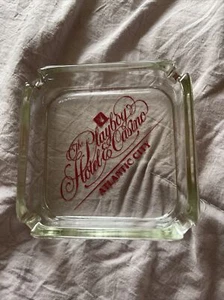 The Playboy
Hotel & Casino
ATLANTIC CITY